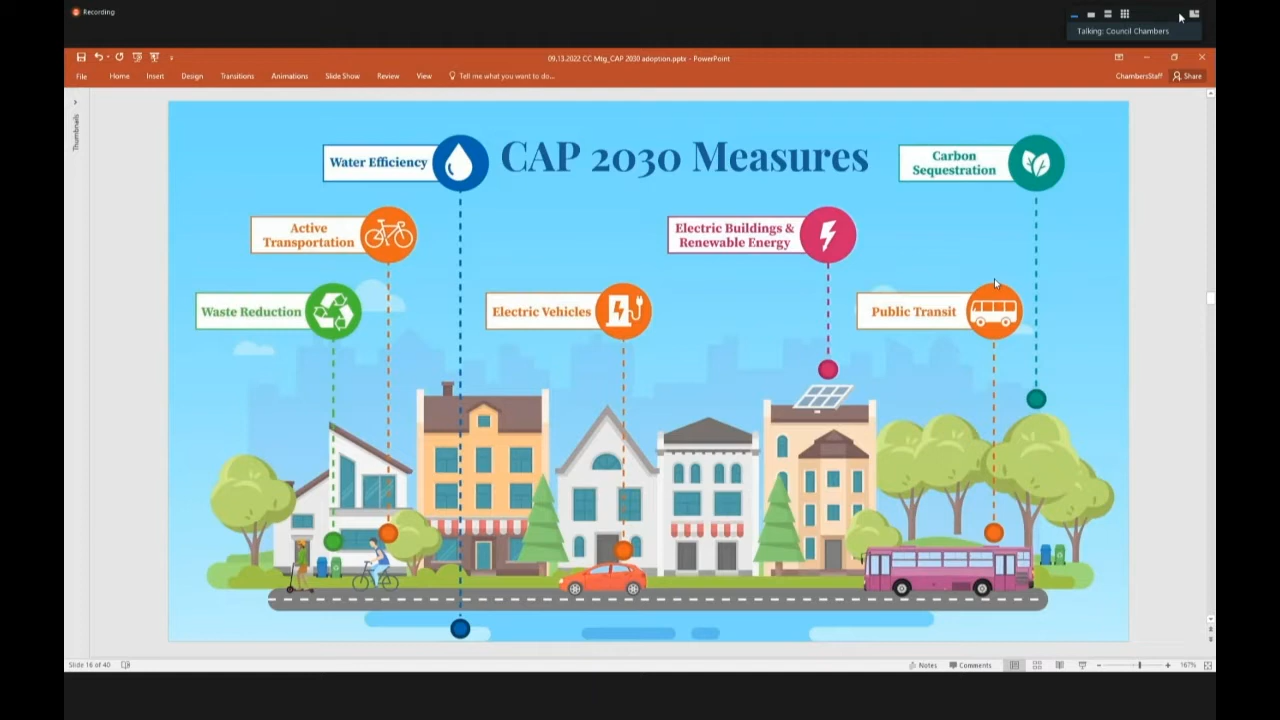 Recording
Talking: Council Chambers
09.13.2022 CC Mtg_CAP 2030 adoption.pptx - PowerPoint
File Home Insert Design Transitions Animations Slide Show Review View Tell me what you want to do... ChambersStaff Share
Thumbnails
CAP 2030 Measures
Water Efficiency
Carbon
Sequestration
Active
Transportation
Electric Buildings &
Renewable Energy
Waste Reduction
Electric Vehicles
Public Transit
Slide 16 of 40 Notes Comments 167%